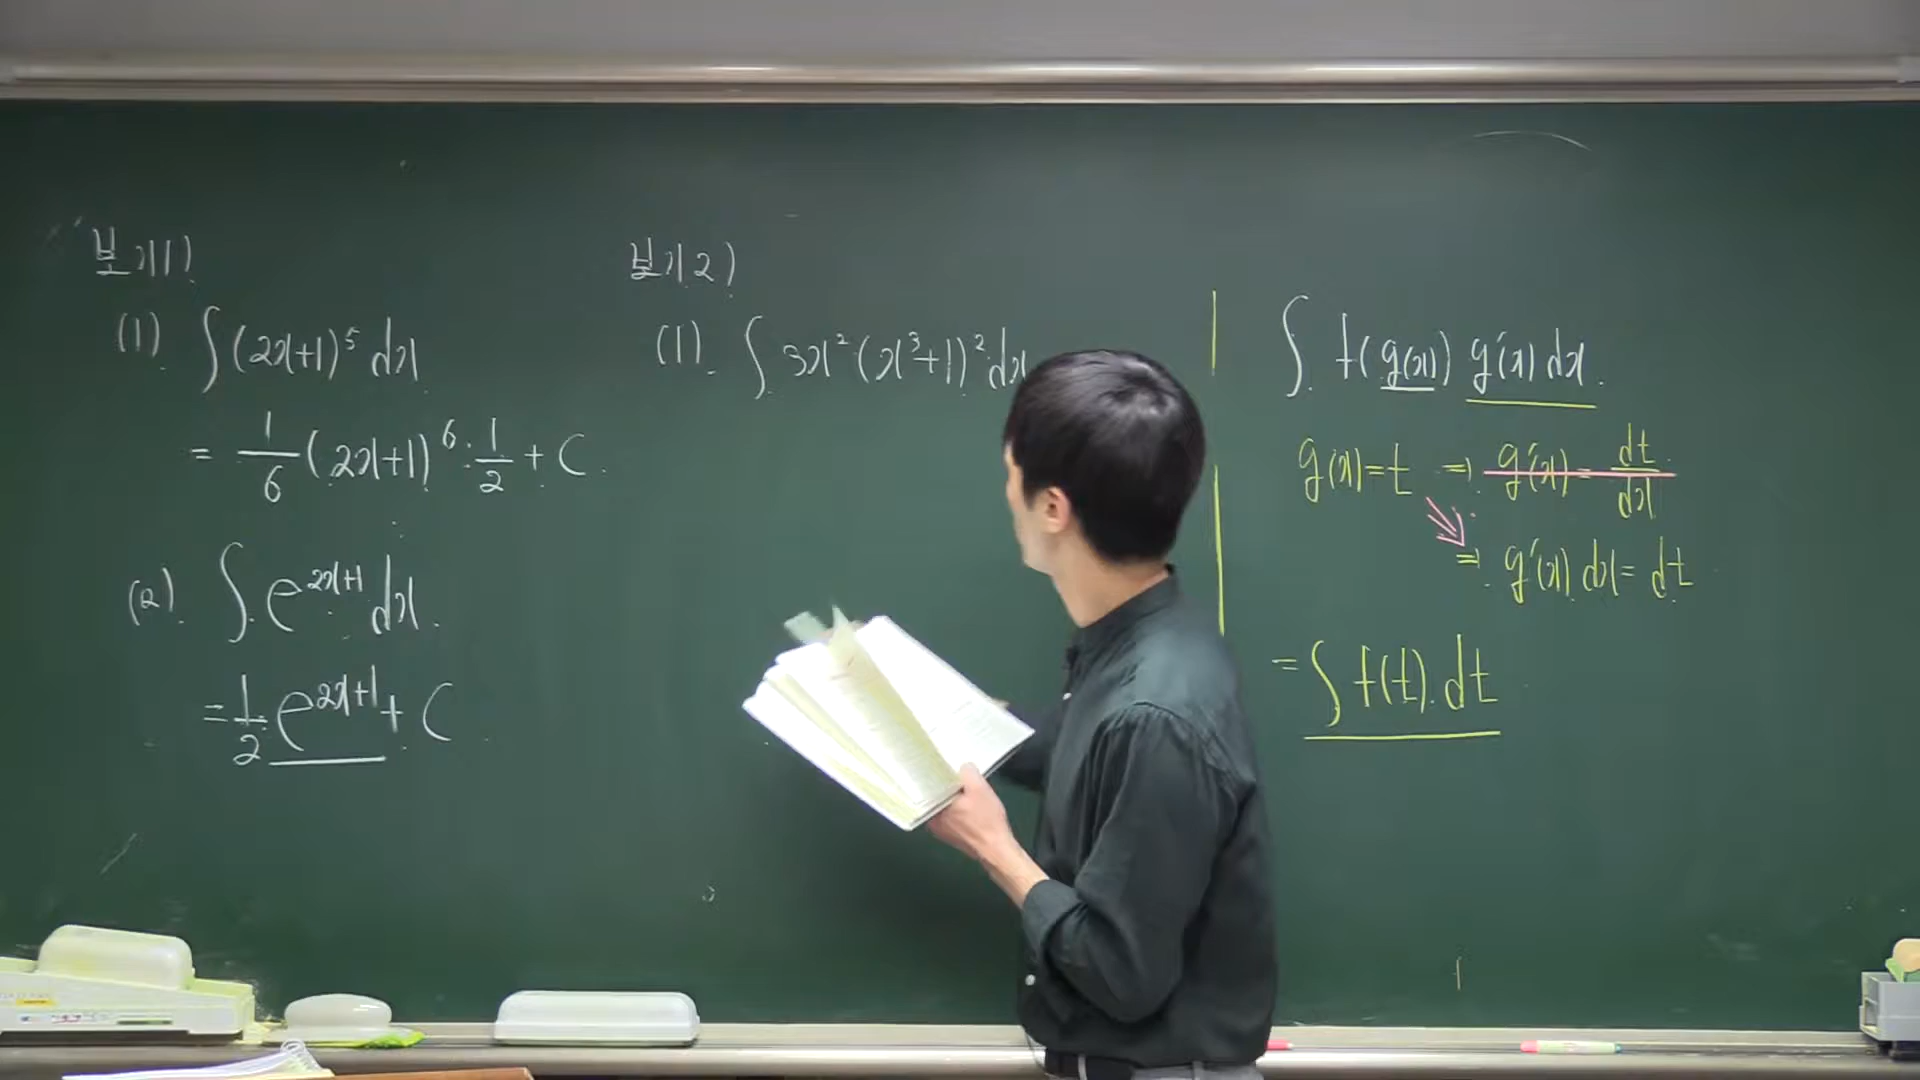 보기1)
(1) ∫(2x+1)⁵dx
= 1/6 (2x+1)⁶ · 1/2 + C
(2) ∫e^(2x+1) dx
= 1/2 e^(2x+1) + C
보기2)
(1) ∫3x²(x³+1)²dx
∫ f(g(x)) g'(x) dx
g(x)=t ⇒ g'(x) = dt/dx
⇒ g'(x) dx = dt
= ∫ f(t) dt